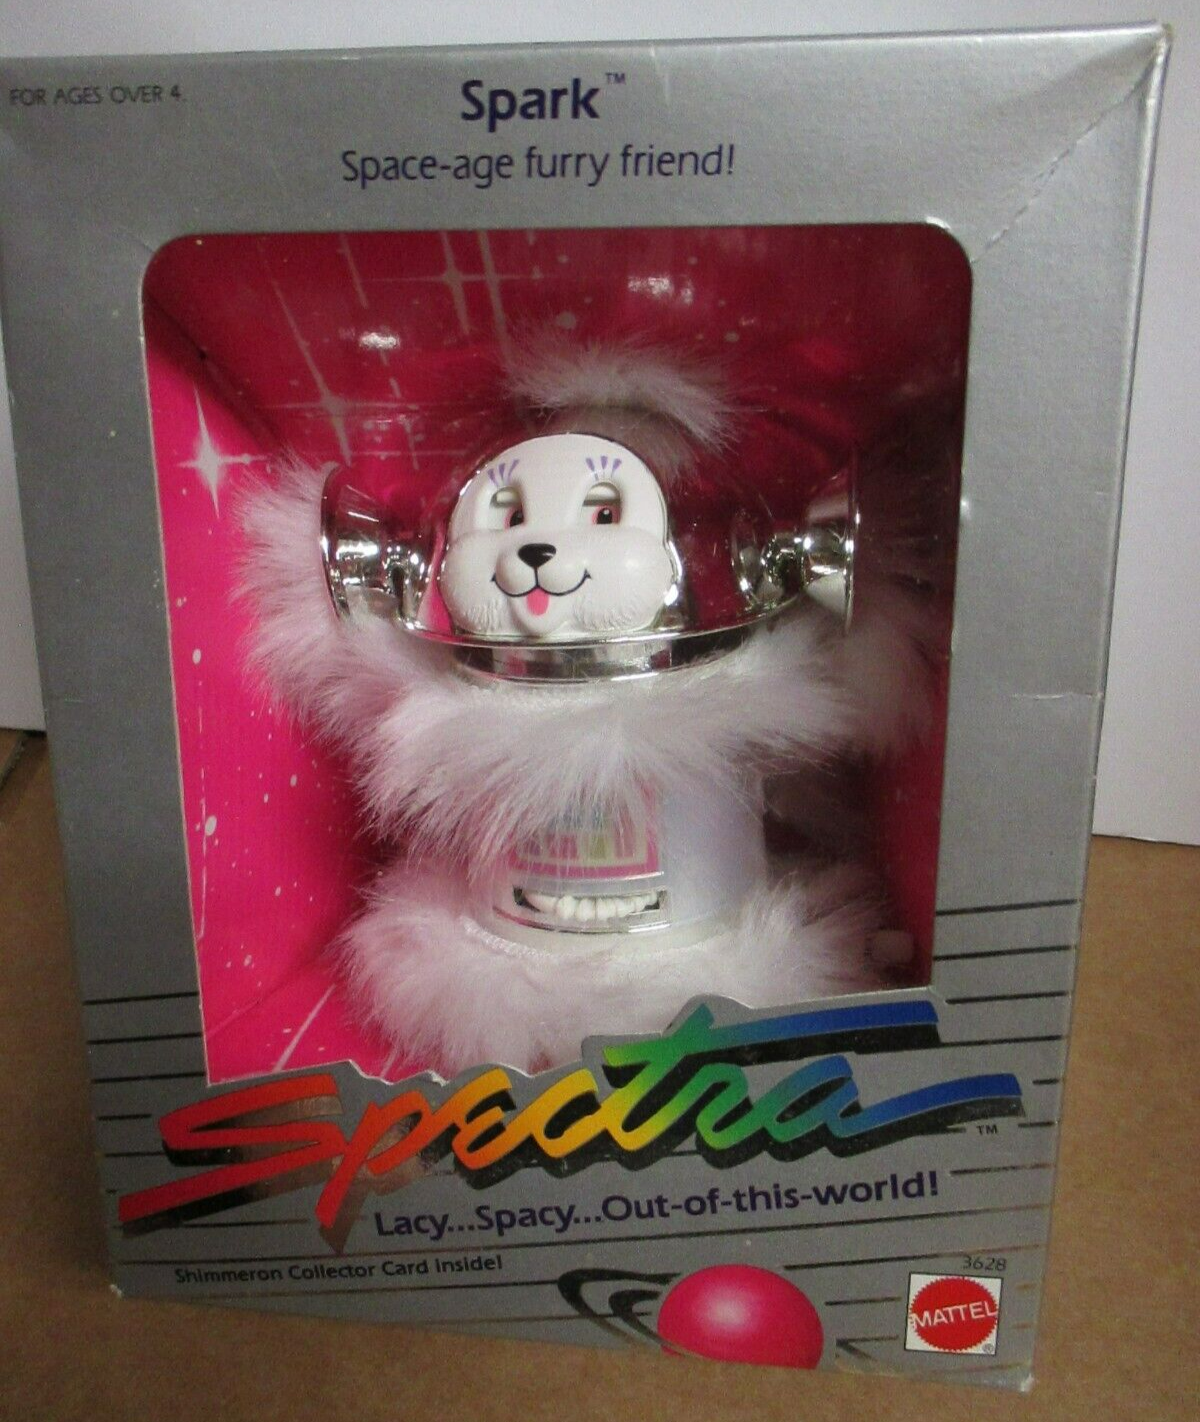 FOR AGES OVER 4.
Spark™
Space-age furry friend!
Spectra™
Lacy...Spacy...Out-of-this-world!
Shimmeron Collector Card inside!
3628
MATTEL®